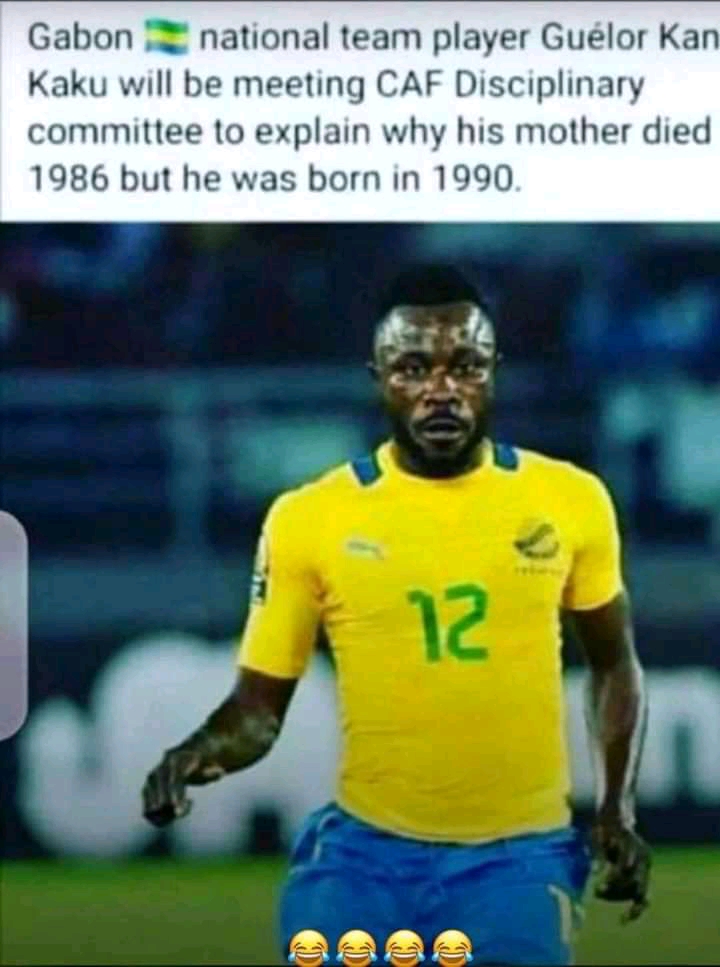 Gabon 🇬🇦 national team player Guélor Kan
Kaku will be meeting CAF Disciplinary
committee to explain why his mother died
1986 but he was born in 1990.
12